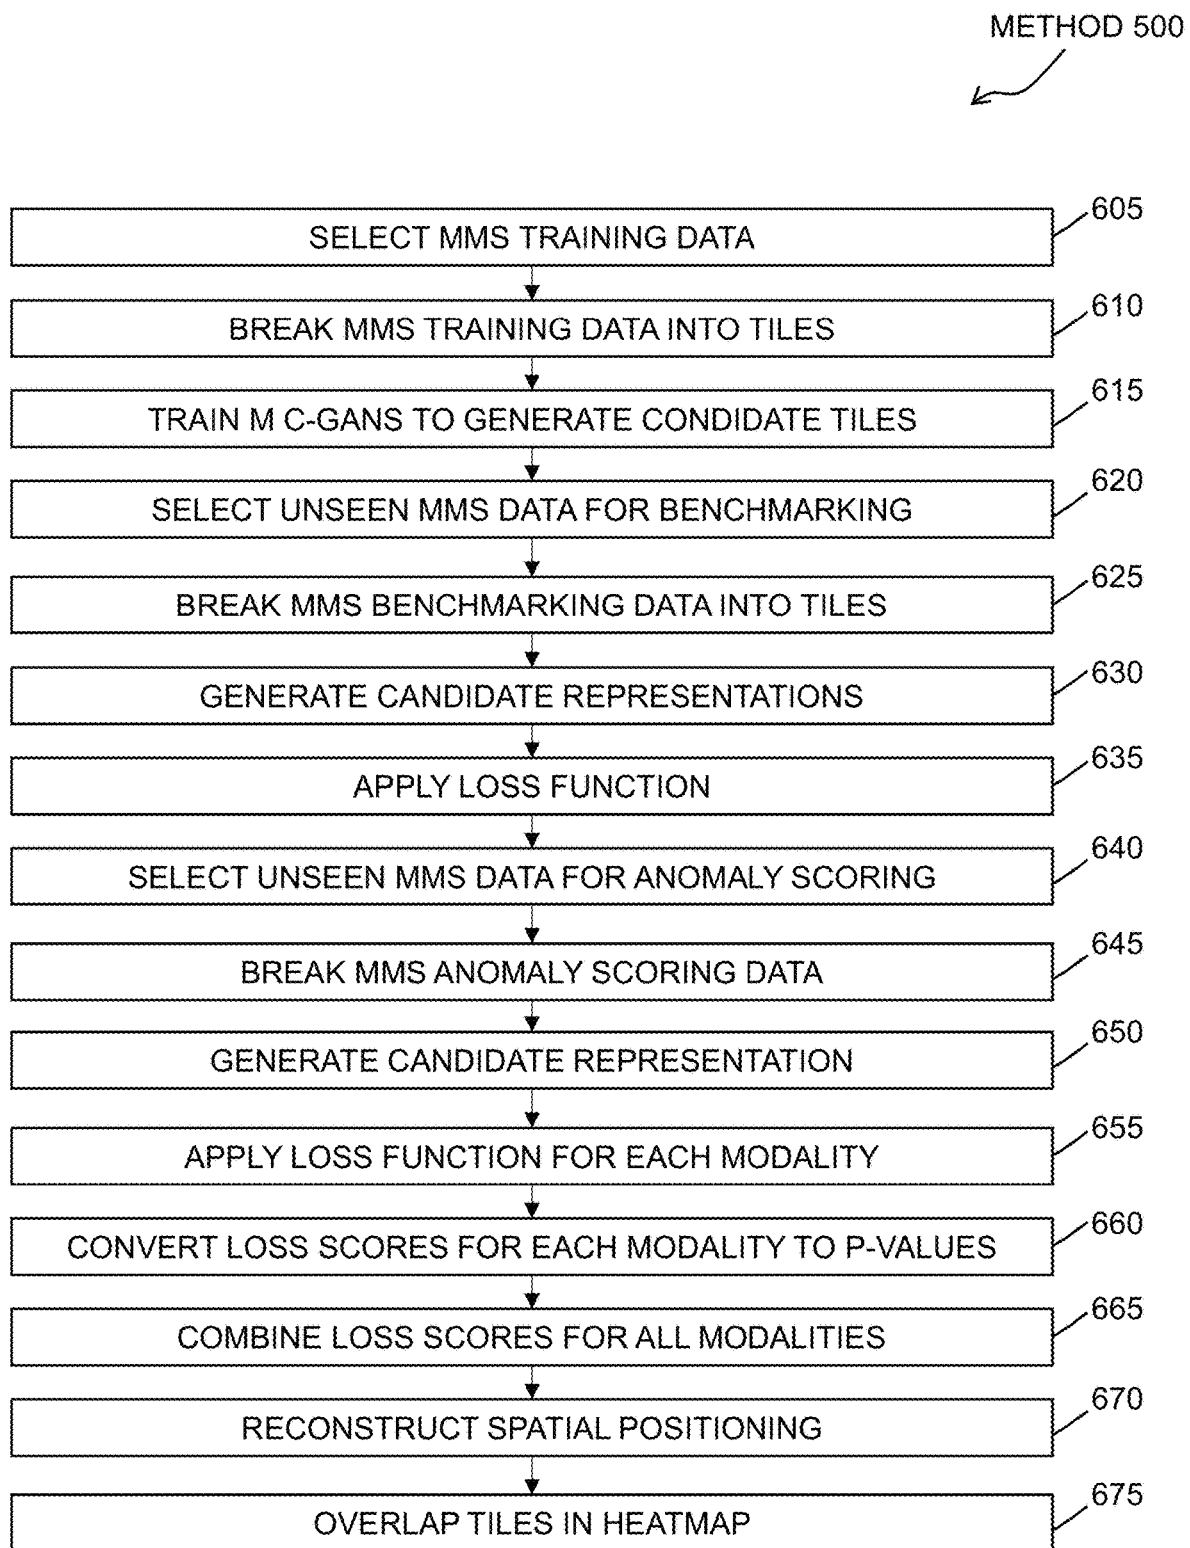 METHOD 500
SELECT MMS TRAINING DATA
605
BREAK MMS TRAINING DATA INTO TILES
610
TRAIN M C-GANS TO GENERATE CONDIDATE TILES
615
SELECT UNSEEN MMS DATA FOR BENCHMARKING
620
BREAK MMS BENCHMARKING DATA INTO TILES
625
GENERATE CANDIDATE REPRESENTATIONS
630
APPLY LOSS FUNCTION
635
SELECT UNSEEN MMS DATA FOR ANOMALY SCORING
640
BREAK MMS ANOMALY SCORING DATA
645
GENERATE CANDIDATE REPRESENTATION
650
APPLY LOSS FUNCTION FOR EACH MODALITY
655
CONVERT LOSS SCORES FOR EACH MODALITY TO P-VALUES
660
COMBINE LOSS SCORES FOR ALL MODALITIES
665
RECONSTRUCT SPATIAL POSITIONING
670
OVERLAP TILES IN HEATMAP
675